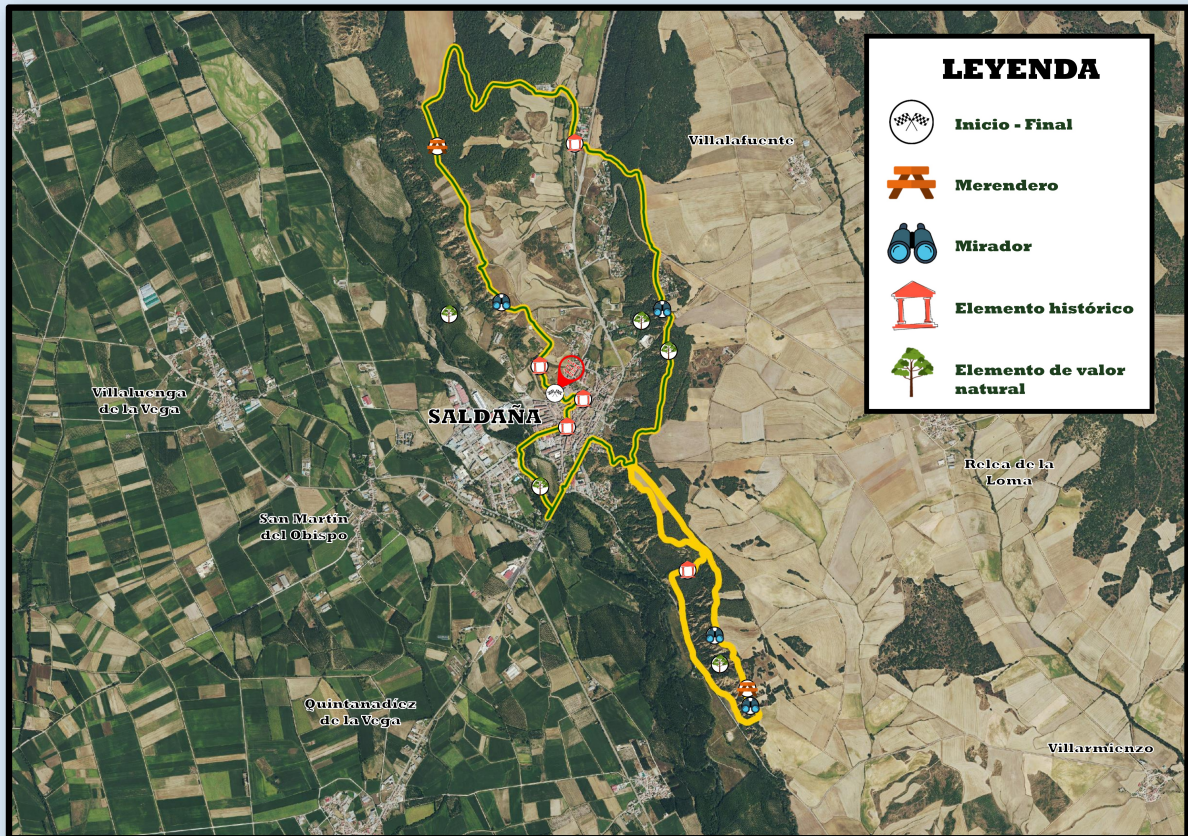 LEYENDA
Inicio - Final
Merendero
Mirador
Elemento histórico
Elemento de valor
natural
Villalafuente
Villaluenga
de la Vega
SALDAÑA
Relea de la
Loma
San Martín
del Obispo
Quintanadíez
de la Vega
Villarmienzo